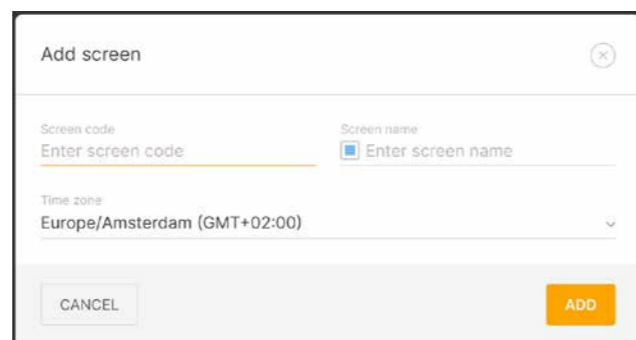 Add screen
Screen code
Screen name
Enter screen code
Enter screen name
Time zone
Europe/Amsterdam (GMT+02:00)
CANCEL
ADD